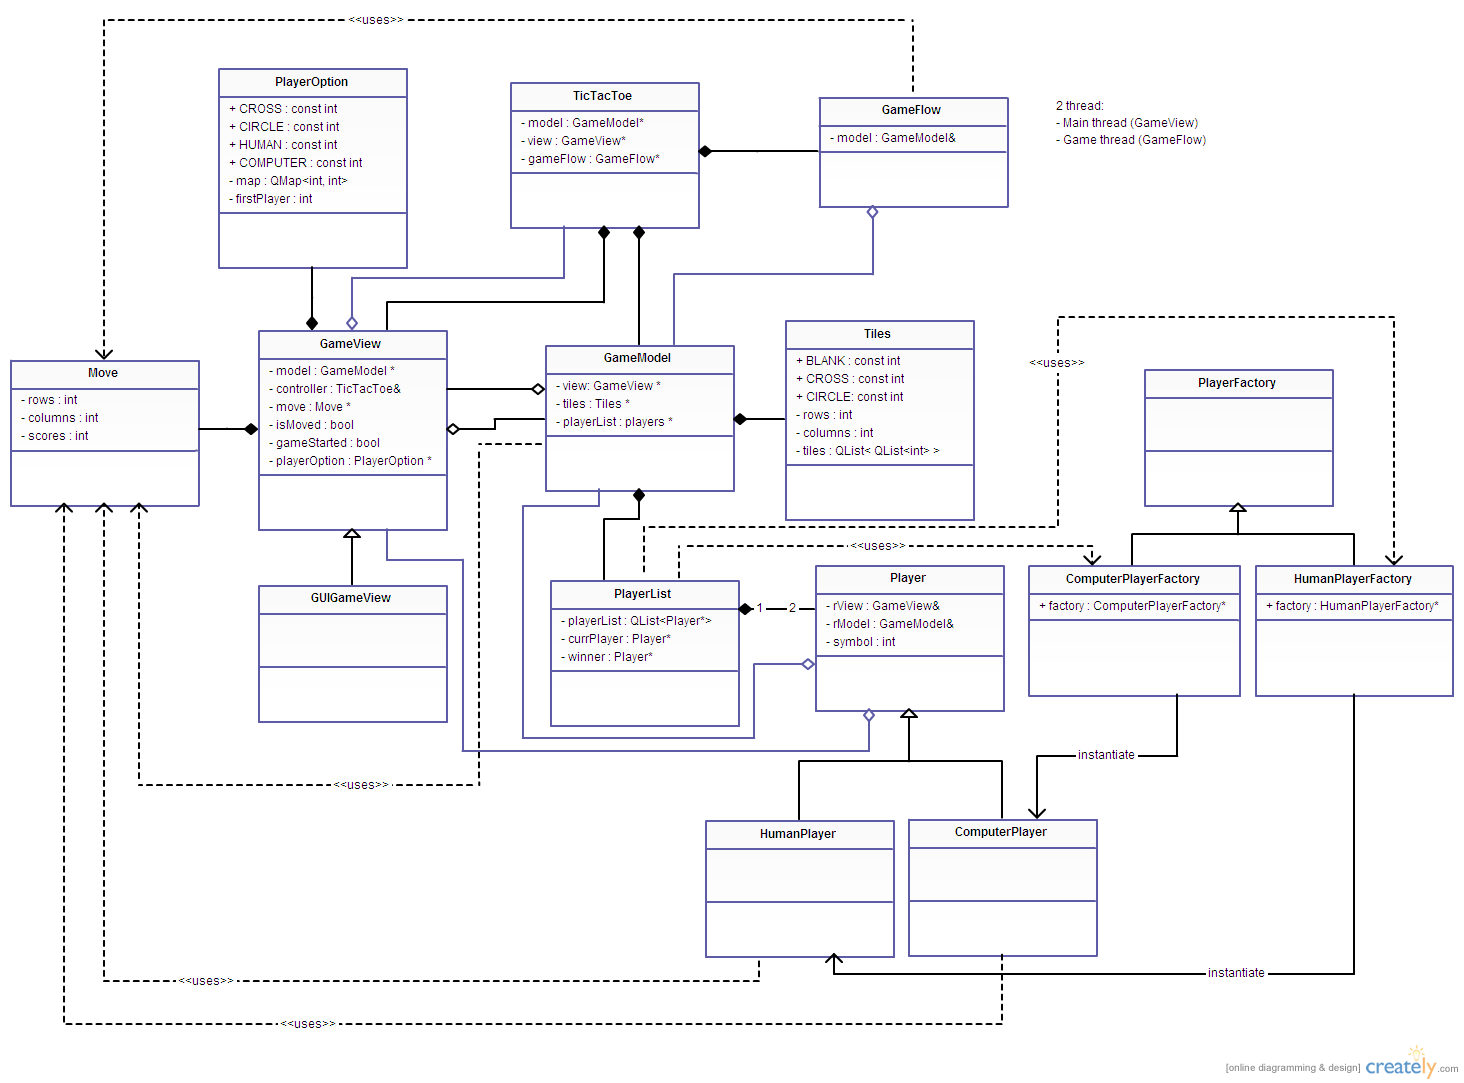 <<uses>>
PlayerOption
+ CROSS : const int
+ CIRCLE : const int
+ HUMAN : const int
+ COMPUTER : const int
- map : QMap<int, int>
- firstPlayer : int
TicTacToe
- model : GameModel*
- view : GameView*
- gameFlow : GameFlow*
GameFlow
- model : GameModel&
2 thread:
- Main thread (GameView)
- Game thread (GameFlow)
Move
- rows : int
- columns : int
- scores : int
GameView
- model : GameModel *
- controller : TicTacToe&
- move : Move *
- isMoved : bool
- gameStarted : bool
- playerOption : PlayerOption *
GameModel
- view: GameView *
- tiles : Tiles *
- playerList : players *
Tiles
+ BLANK : const int
+ CROSS : const int
+ CIRCLE: const int
- rows : int
- columns : int
- tiles : QList< QList<int> >
<<uses>>
PlayerFactory
<<uses>>
GUIGameView
PlayerList
- playerList : QList<Player*>
- currPlayer : Player*
- winner : Player*
1
2
Player
- rView : GameView&
- rModel : GameModel&
- symbol : int
ComputerPlayerFactory
+ factory : ComputerPlayerFactory*
HumanPlayerFactory
+ factory : HumanPlayerFactory*
instantiate
<<uses>>
HumanPlayer
ComputerPlayer
instantiate
<<uses>>
<<uses>>
[online diagramming & design] creately.com